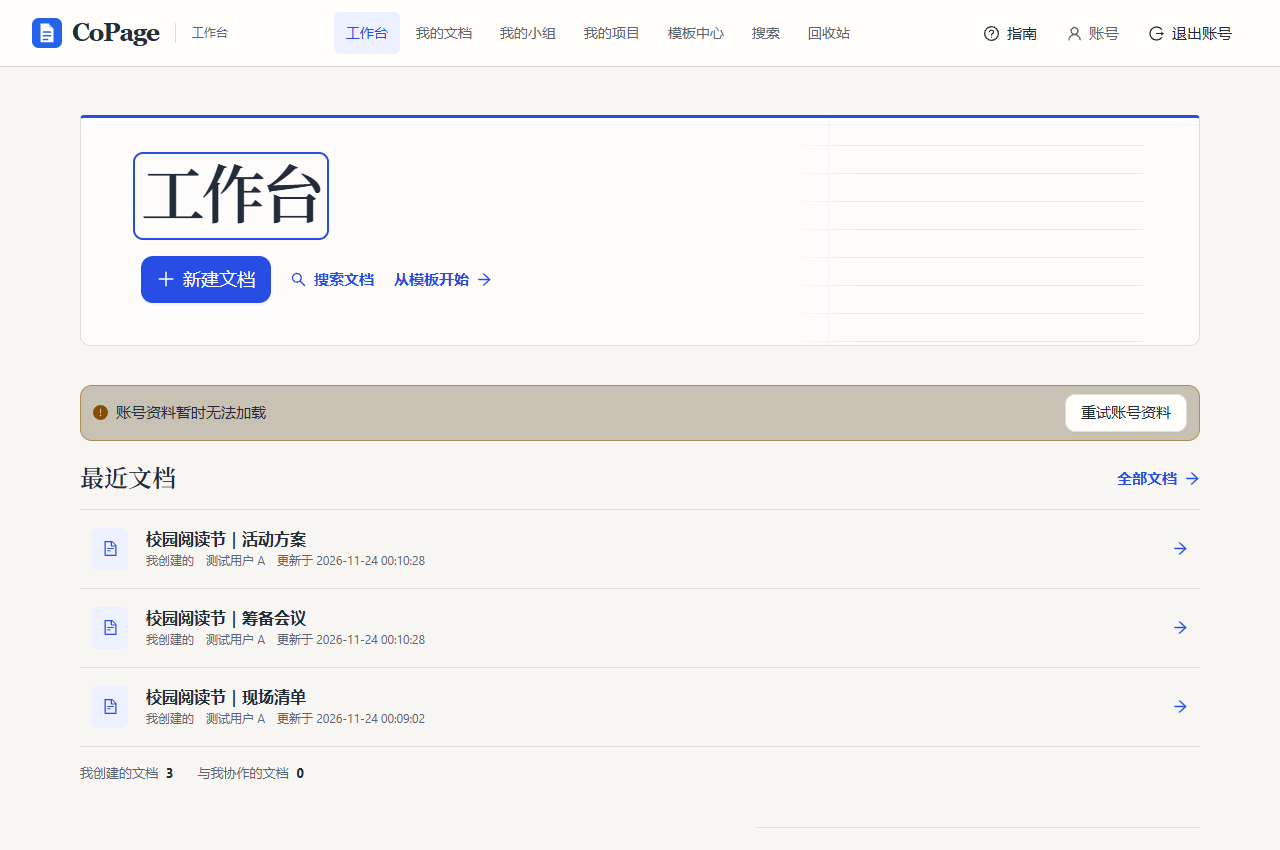 CoPage 工作台 工作台 我的文档 我的小组 我的项目 模板中心 搜索 回收站 指南 账号 退出账号
工作台
新建文档 搜索文档 从模板开始
账号资料暂时无法加载 重试账号资料
最近文档 全部文档
校园阅读节 | 活动方案
我创建的 测试用户 A 更新于 2026-11-24 00:10:28
校园阅读节 | 筹备会议
我创建的 测试用户 A 更新于 2026-11-24 00:10:28
校园阅读节 | 现场清单
我创建的 测试用户 A 更新于 2026-11-24 00:09:02
我创建的文档 3 与我协作的文档 0